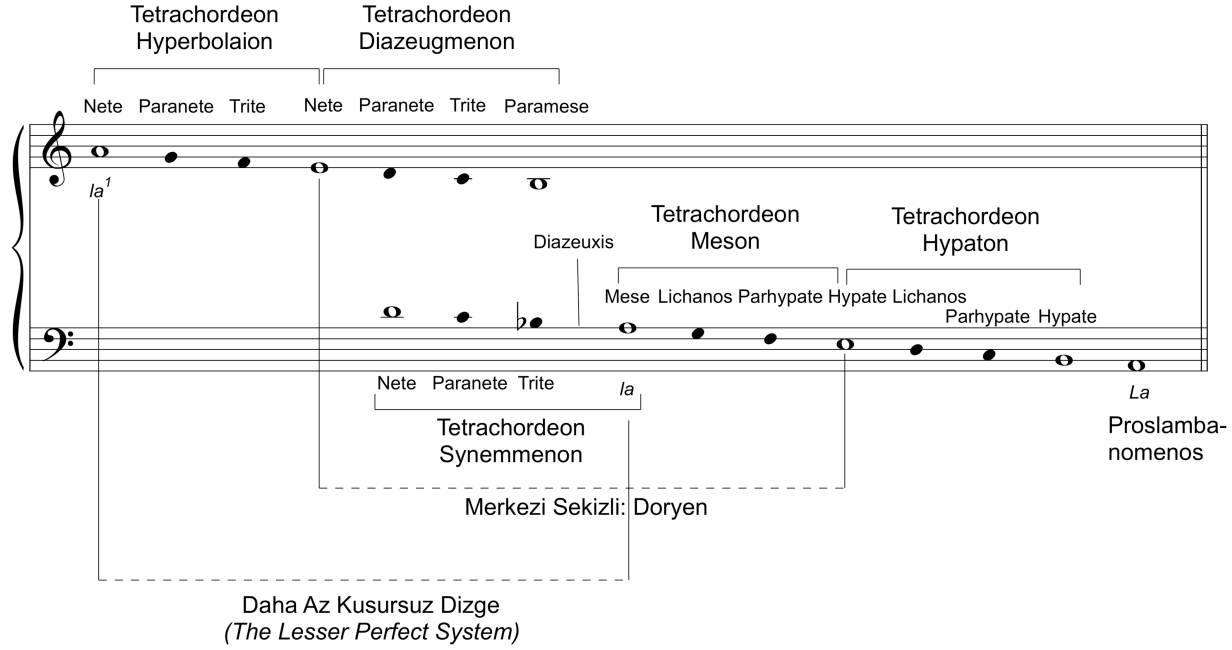 Tetrachordeon
Hyperbolaion
Tetrachordeon
Diazeugmenon
Nete Paranete Trite Nete Paranete Trite Paramese
la1
Tetrachordeon
Meson
Tetrachordeon
Hypaton
Diazeuxis
Mese Lichanos Parhypate Hypate Lichanos
Parhypate Hypate
Nete Paranete Trite
la
La
Tetrachordeon
Synemmenon
Proslamba-
nomenos
Merkezi Sekizli: Doryen
Daha Az Kusursuz Dizge
(The Lesser Perfect System)